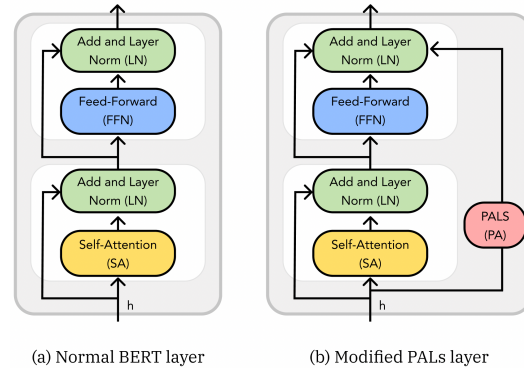 Add and Layer
Norm (LN)
Feed-Forward
(FFN)
Add and Layer
Norm (LN)
Self-Attention
(SA)
h
(a) Normal BERT layer
Add and Layer
Norm (LN)
Feed-Forward
(FFN)
Add and Layer
Norm (LN)
PALS
(PA)
Self-Attention
(SA)
h
(b) Modified PALs layer